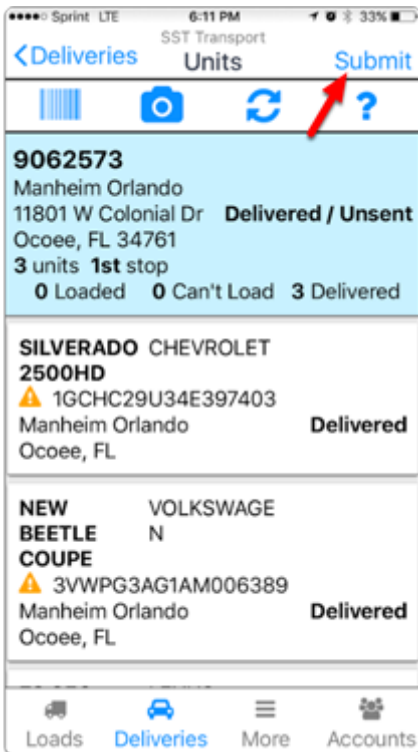 Sprint LTE 6:11 PM 33%
SST Transport
Deliveries Units Submit
?
9062573
Manheim Orlando
11801 W Colonial Dr Delivered / Unsent
Ocoee, FL 34761
3 units 1st stop
0 Loaded 0 Can't Load 3 Delivered
SILVERADO CHEVROLET
2500HD
1GCHC29U34E397403
Manheim Orlando Delivered
Ocoee, FL
NEW VOLKSWAGE
BEETLE N
COUPE
3VWPG3AG1AM006389
Manheim Orlando Delivered
Ocoee, FL
Loads Deliveries More Accounts